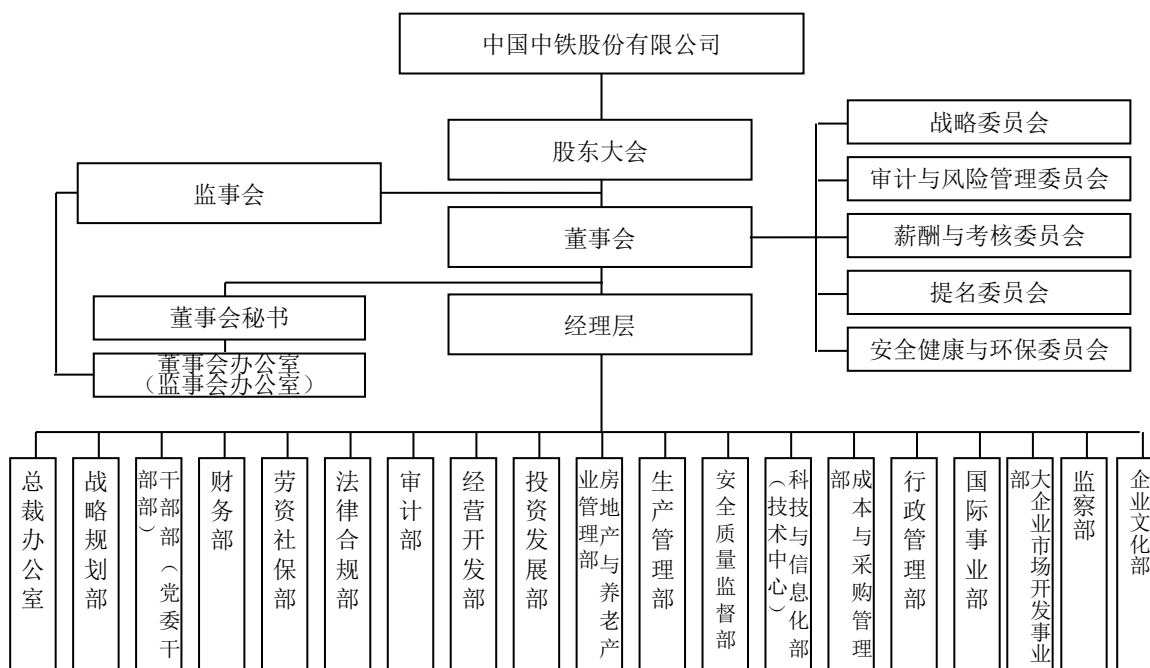 中国中铁股份有限公司
股东大会
监事会
董事会
战略委员会
审计与风险管理委员会
薪酬与考核委员会
提名委员会
安全健康与环保委员会
董事会秘书
经理层
董事会办公室
（监事会办公室）
总裁办公室
战略规划部
干部部（党委干
部部）
财务部
劳资社保部
法律合规部
审计部
经营开发部
投资发展部
房地产与养老产
业管理部
生产管理部
安全质量监督部
科技与信息化部
（技术中心）
成本与采购管理
部
行政管理部
国际事业部
大企业市场开发事业
部
监察部
企业文化部